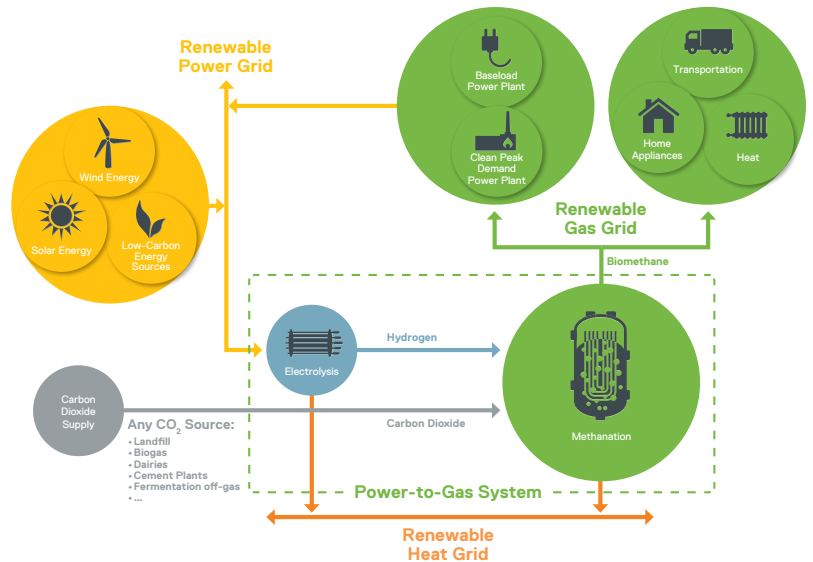 Renewable
Power Grid
Baseload
Power Plant
Clean Peak
Demand
Power Plant
Transportation
Home
Appliances
Heat
Wind Energy
Solar Energy
Low-Carbon
Energy
Sources
Renewable
Gas Grid
Biomethane
Electrolysis
Hydrogen
Methanation
Carbon
Dioxide
Supply
Any CO2 Source:
• Landfill
• Biogas
• Dairies
• Cement Plants
• Fermentation off-gas
• ...
Carbon Dioxide
Power-to-Gas System
Renewable
Heat Grid